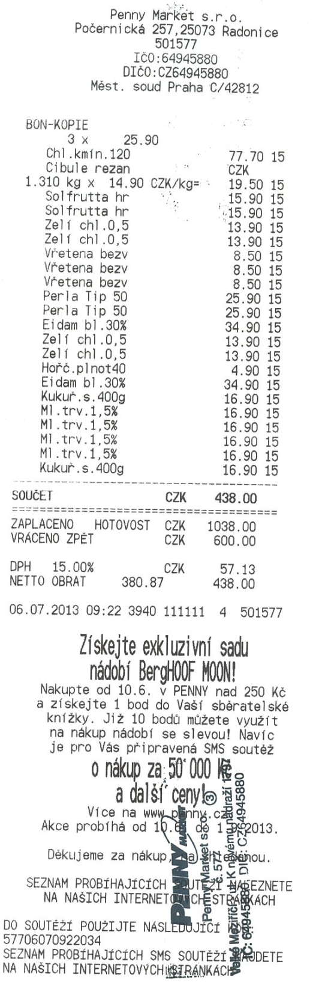 Penny Market s.r.o.
Počernická 257,25073 Radonice
501577
IČO:64945880
DIČO:CZ64945880
Měst. soud Praha C/42812
BON-KOPIE
3 x 25.90
Chl.kmín.120 77.70 15
Cibule rezan CZK
1.310 kg x 14.90 CZK/kg= 19.50 15
Solfrutta hr 15.90 15
Solfrutta hr 15.90 15
Zelí chl.0,5 13.90 15
Zelí chl.0,5 13.90 15
Vřetena bezv 8.50 15
Vřetena bezv 8.50 15
Vřetena bezv 8.50 15
Perla Tip 50 25.90 15
Perla Tip 50 25.90 15
Eidam bl.30% 34.90 15
Zelí chl.0,5 13.90 15
Zelí chl.0,5 13.90 15
Hořč.plnot40 4.90 15
Eidam bl.30% 34.90 15
Kukuř.s.400g 16.90 15
Ml.trv.1,5% 16.90 15
Ml.trv.1,5% 16.90 15
Ml.trv.1,5% 16.90 15
Ml.trv.1,5% 16.90 15
Kukuř.s.400g 16.90 15
SOUČET CZK 438.00
ZAPLACENO HOTOVOST CZK 1038.00
VRÁCENO ZPĚT CZK 600.00
DPH 15.00% CZK 57.13
NETTO OBRAT 380.87 438.00
06.07.2013 09:22 3940 111111 4 501577
Získejte exkluzivní sadu
nádobí BergHOOF MOON!
Nakupte od 10.6. v PENNY nad 250 Kč
a získejte 1 bod do Vaší sběratelské
knížky. Již 10 bodů můžete využít
na nákup nádobí se slevou! Navíc
je pro Vás připravená SMS soutěž
o nákup za 50 000 Kč
a další ceny!
Více na www.penny.cz
Akce probíhá od 10.6. do 1.9.2013.
Děkujeme za nákup, na shledanou.
SEZNAM PROBÍHAJÍCÍCH SOUTĚŽÍ NALEZNETE
NA NAŠICH INTERNETOVÝCH STRÁNKÁCH
DO SOUTĚŽÍ POUŽIJTE NÁSLEDUJÍCÍ KÓD:
57706070922034
SEZNAM PROBÍHAJÍCÍCH SMS SOUTĚŽÍ NAJDETE
NA NAŠICH INTERNETOVÝCH STRÁNKÁCH
PENNY MARKET
Penny Market s.r.o. 3
č. 577
Velké Meziříčí, ul. K novému nádraží
IČ: 64945880, DIČ: CZ64945880